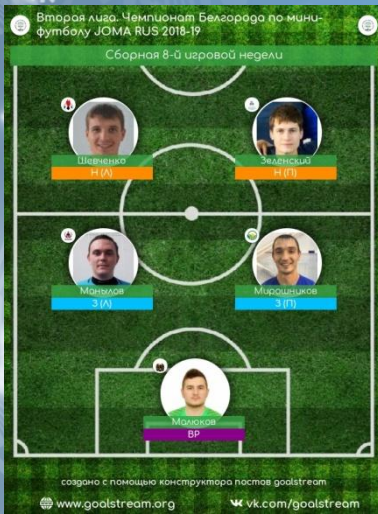 Вторая лига. Чемпионат Белгорода по мини-
футболу JOMA RUS 2018-19
Сборная 8-й игровой недели
Шевченко
Н (Л)
Зеленский
Н (П)
Манылов
З (Л)
Мирошников
З (П)
Малюков
ВР
создано с помощью конструктора постов goalstream
www.goalstream.org
vk.com/goalstream